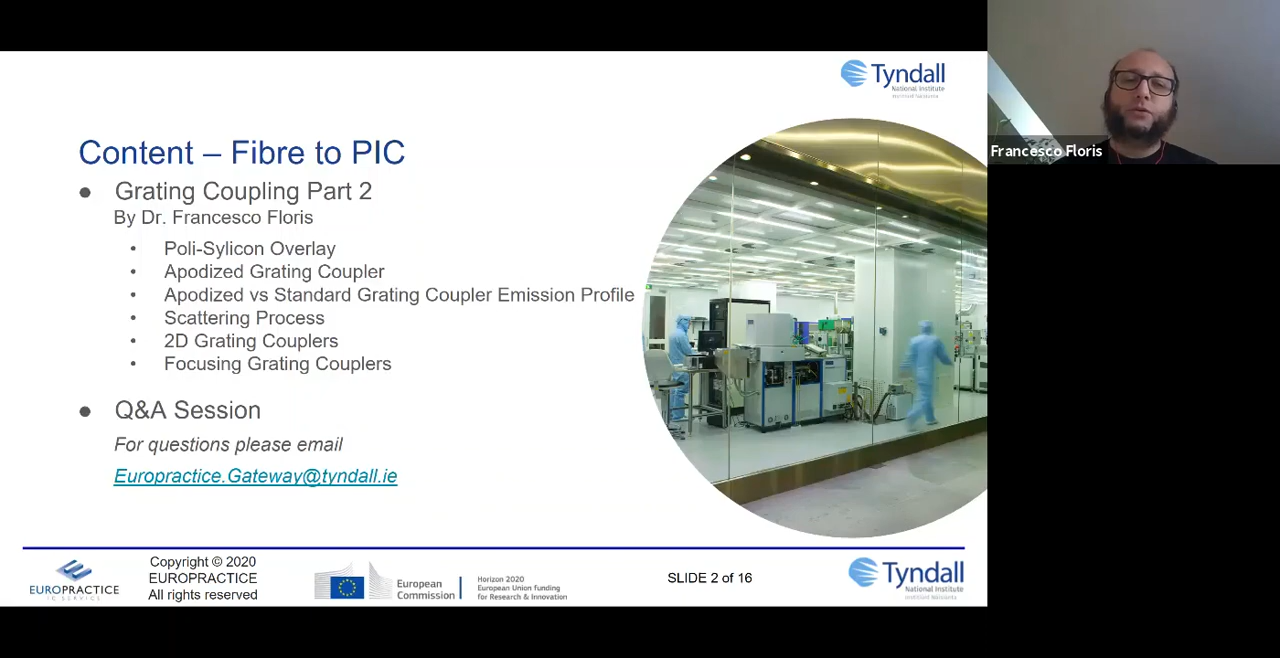 Tyndall
National Institute
Content – Fibre to PIC
● Grating Coupling Part 2
By Dr. Francesco Floris
• Poli-Sylicon Overlay
• Apodized Grating Coupler
• Apodized vs Standard Grating Coupler Emission Profile
• Scattering Process
• 2D Grating Couplers
• Focusing Grating Couplers
● Q&A Session
For questions please email
Europractice.Gateway@tyndall.ie
Francesco Floris
EUROPRACTICE
IC SERVICE
Copyright © 2020
EUROPRACTICE
All rights reserved
European
Commission
Horizon 2020
European Union funding
for Research & Innovation
SLIDE 2 of 16
Tyndall
National Institute